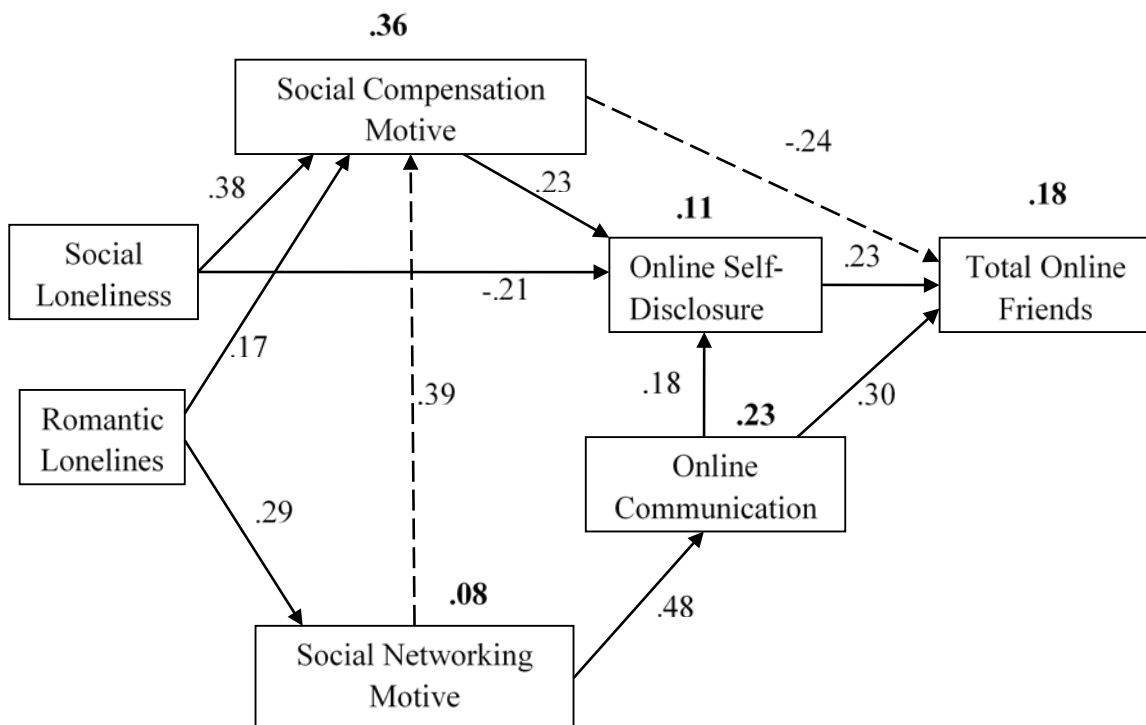 .36
Social Compensation
Motive
-.24
.38
.23
.11
.18
Social
Loneliness
Online Self-
Disclosure
.23
Total Online
Friends
-.21
.17
.18
.39
.30
Romantic
Lonelines
.23
Online
Communication
.29
.08
.48
Social Networking
Motive